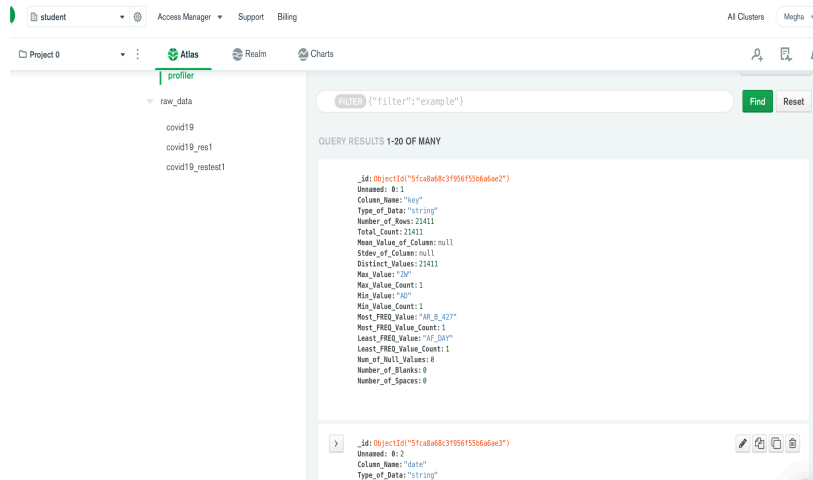 student
Access Manager
Support
Billing
All Clusters
Megha
Project 0
Atlas
Realm
Charts
profiler
raw_data
covid19
covid19_res1
covid19_restest1
FILTER {"filter":"example"}
Find
Reset
QUERY RESULTS 1-20 OF MANY
_id: ObjectId("5fca8a68c3f956f55b6a6ae2")
Unnamed: 0: 1
Column_Name: "key"
Type_of_Data: "string"
Number_of_Rows: 21411
Total_Count: 21411
Mean_Value_of_Column: null
Stdev_of_Column: null
Distinct_Values: 21411
Max_Value: "ZW"
Max_Value_Count: 1
Min_Value: "AD"
Min_Value_Count: 1
Most_FREQ_Value: "AR_B_427"
Most_FREQ_Value_Count: 1
Least_FREQ_Value: "AF_DAY"
Least_FREQ_Value_Count: 1
Num_of_Null_Values: 0
Number_of_Blanks: 0
Number_of_Spaces: 0
_id: ObjectId("5fca8a68c3f956f55b6a6ae3")
Unnamed: 0: 2
Column_Name: "date"
Type_of_Data: "string"